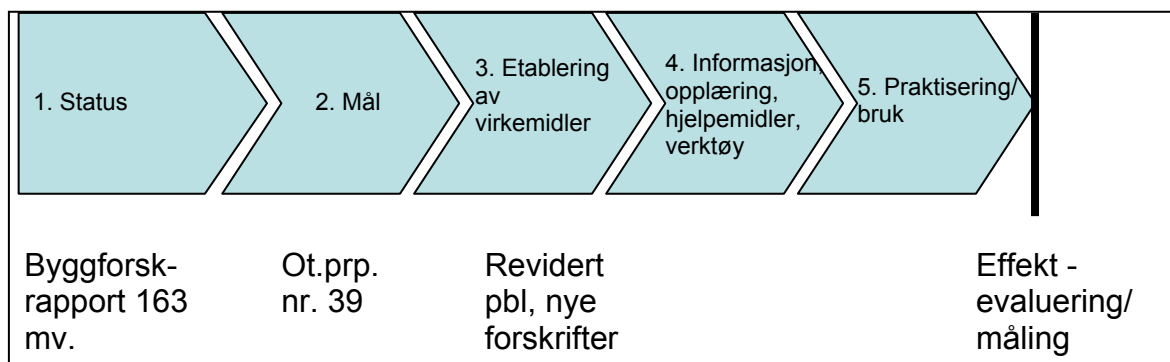 1. Status
2. Mål
3. Etablering
av
virkemidler
4. Informasjon,
opplæring,
hjelpemidler,
verktøy
5. Praktisering/
bruk
Byggforsk-
rapport 163
mv.
Ot.prp.
nr. 39
Revidert
pbl, nye
forskrifter
Effekt -
evaluering/
måling